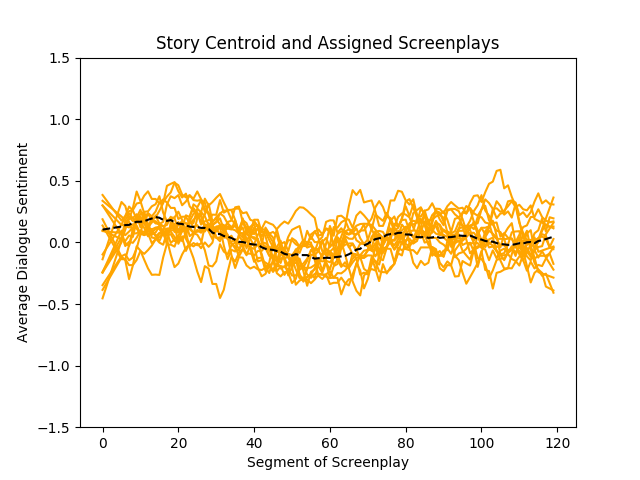 Story Centroid and Assigned Screenplays
1.5
1.0
0.5
0.0
−0.5
−1.0
−1.5
Average Dialogue Sentiment
0 20 40 60 80 100 120
Segment of Screenplay